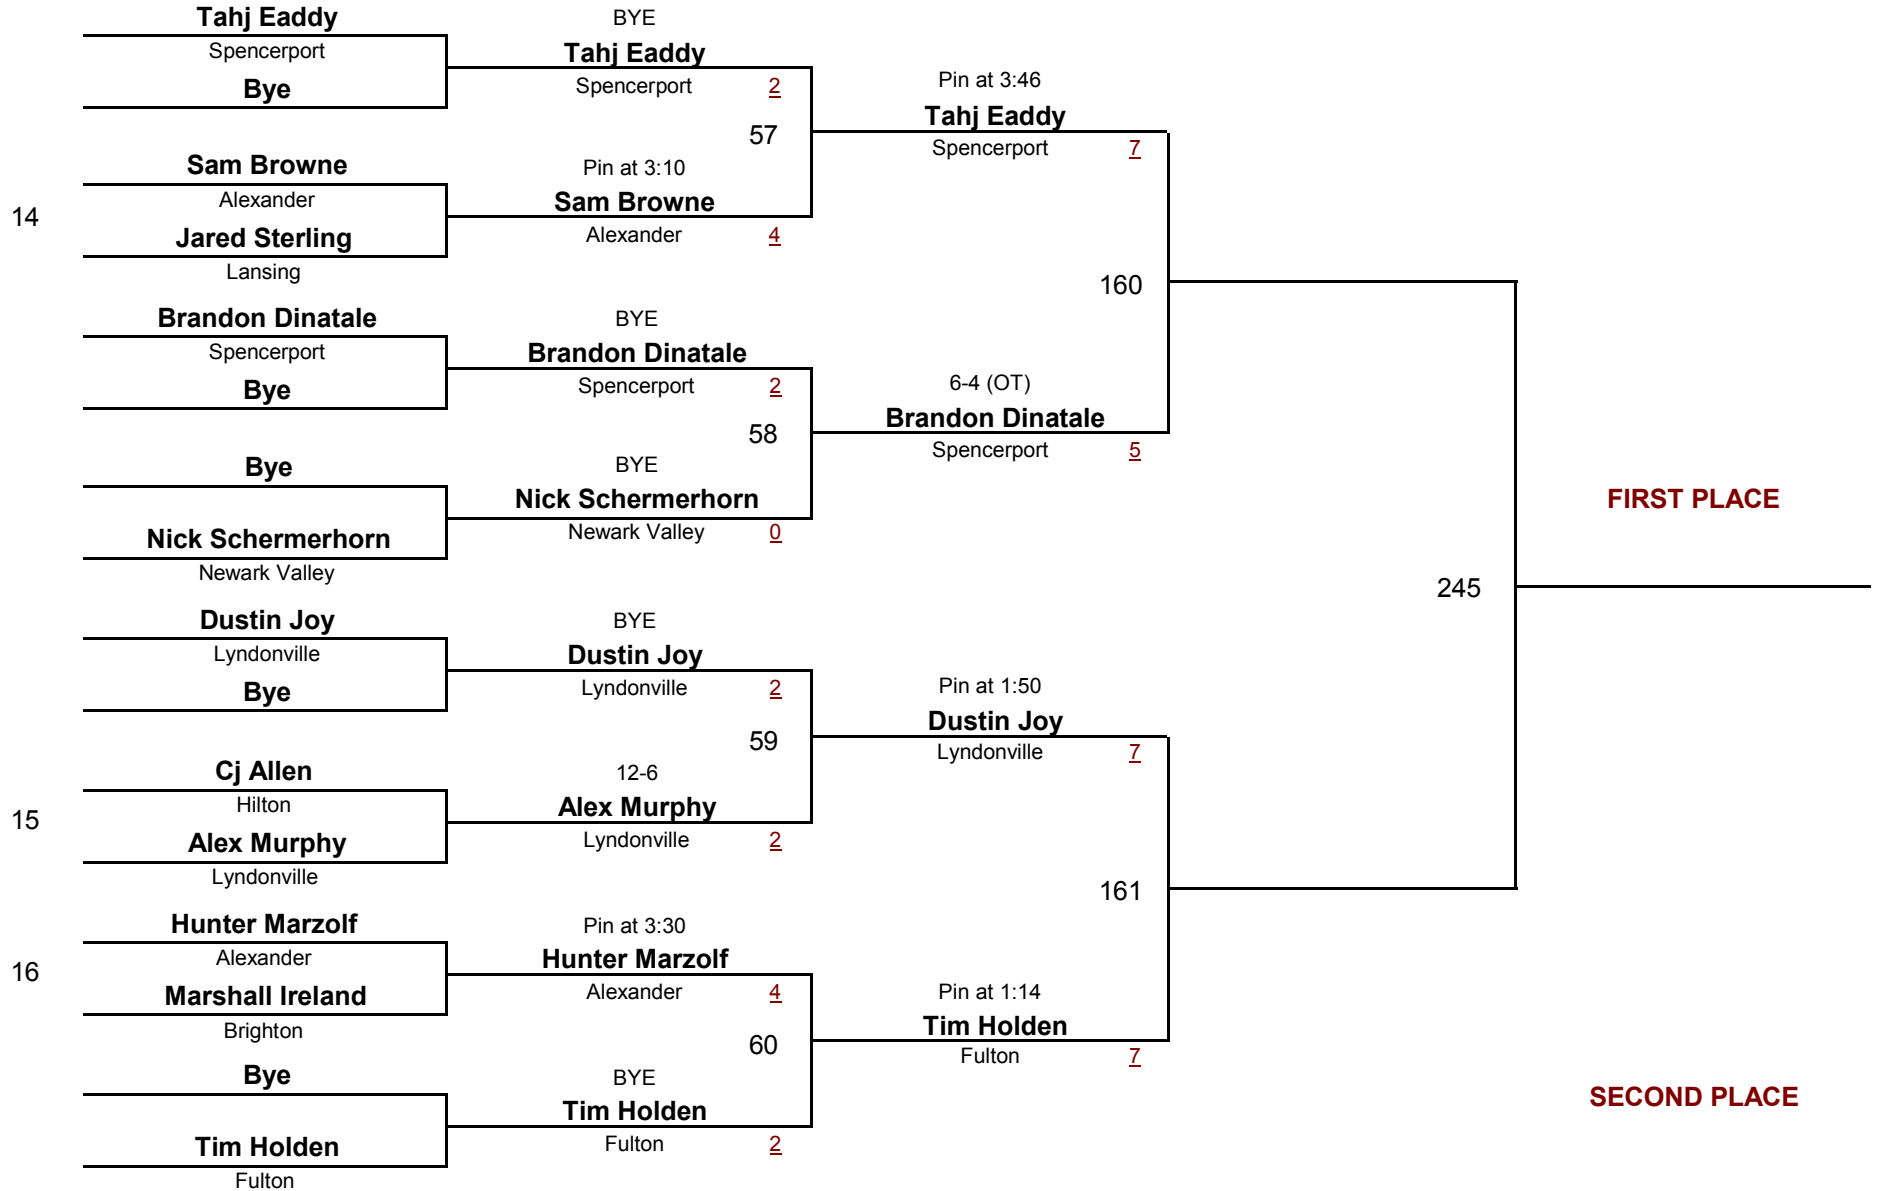 Tahj Eaddy
Spencerport
Bye
14
Sam Browne
Alexander
Jared Sterling
Lansing
Brandon Dinatale
Spencerport
Bye
Bye
Nick Schermerhorn
Newark Valley
Dustin Joy
Lyndonville
Bye
15
Cj Allen
Hilton
Alex Murphy
Lyndonville
16
Hunter Marzolf
Alexander
Marshall Ireland
Brighton
Bye
Tim Holden
Fulton
BYE
Tahj Eaddy
Spencerport 2
57
Pin at 3:10
Sam Browne
Alexander 4
BYE
Brandon Dinatale
Spencerport 2
58
BYE
Nick Schermerhorn
Newark Valley 0
BYE
Dustin Joy
Lyndonville 2
59
12-6
Alex Murphy
Lyndonville 2
Pin at 3:30
Hunter Marzolf
Alexander 4
60
BYE
Tim Holden
Fulton 2
Pin at 3:46
Tahj Eaddy
Spencerport 7
160
6-4 (OT)
Brandon Dinatale
Spencerport 5
Pin at 1:50
Dustin Joy
Lyndonville 7
161
Pin at 1:14
Tim Holden
Fulton 7
245
FIRST PLACE
SECOND PLACE